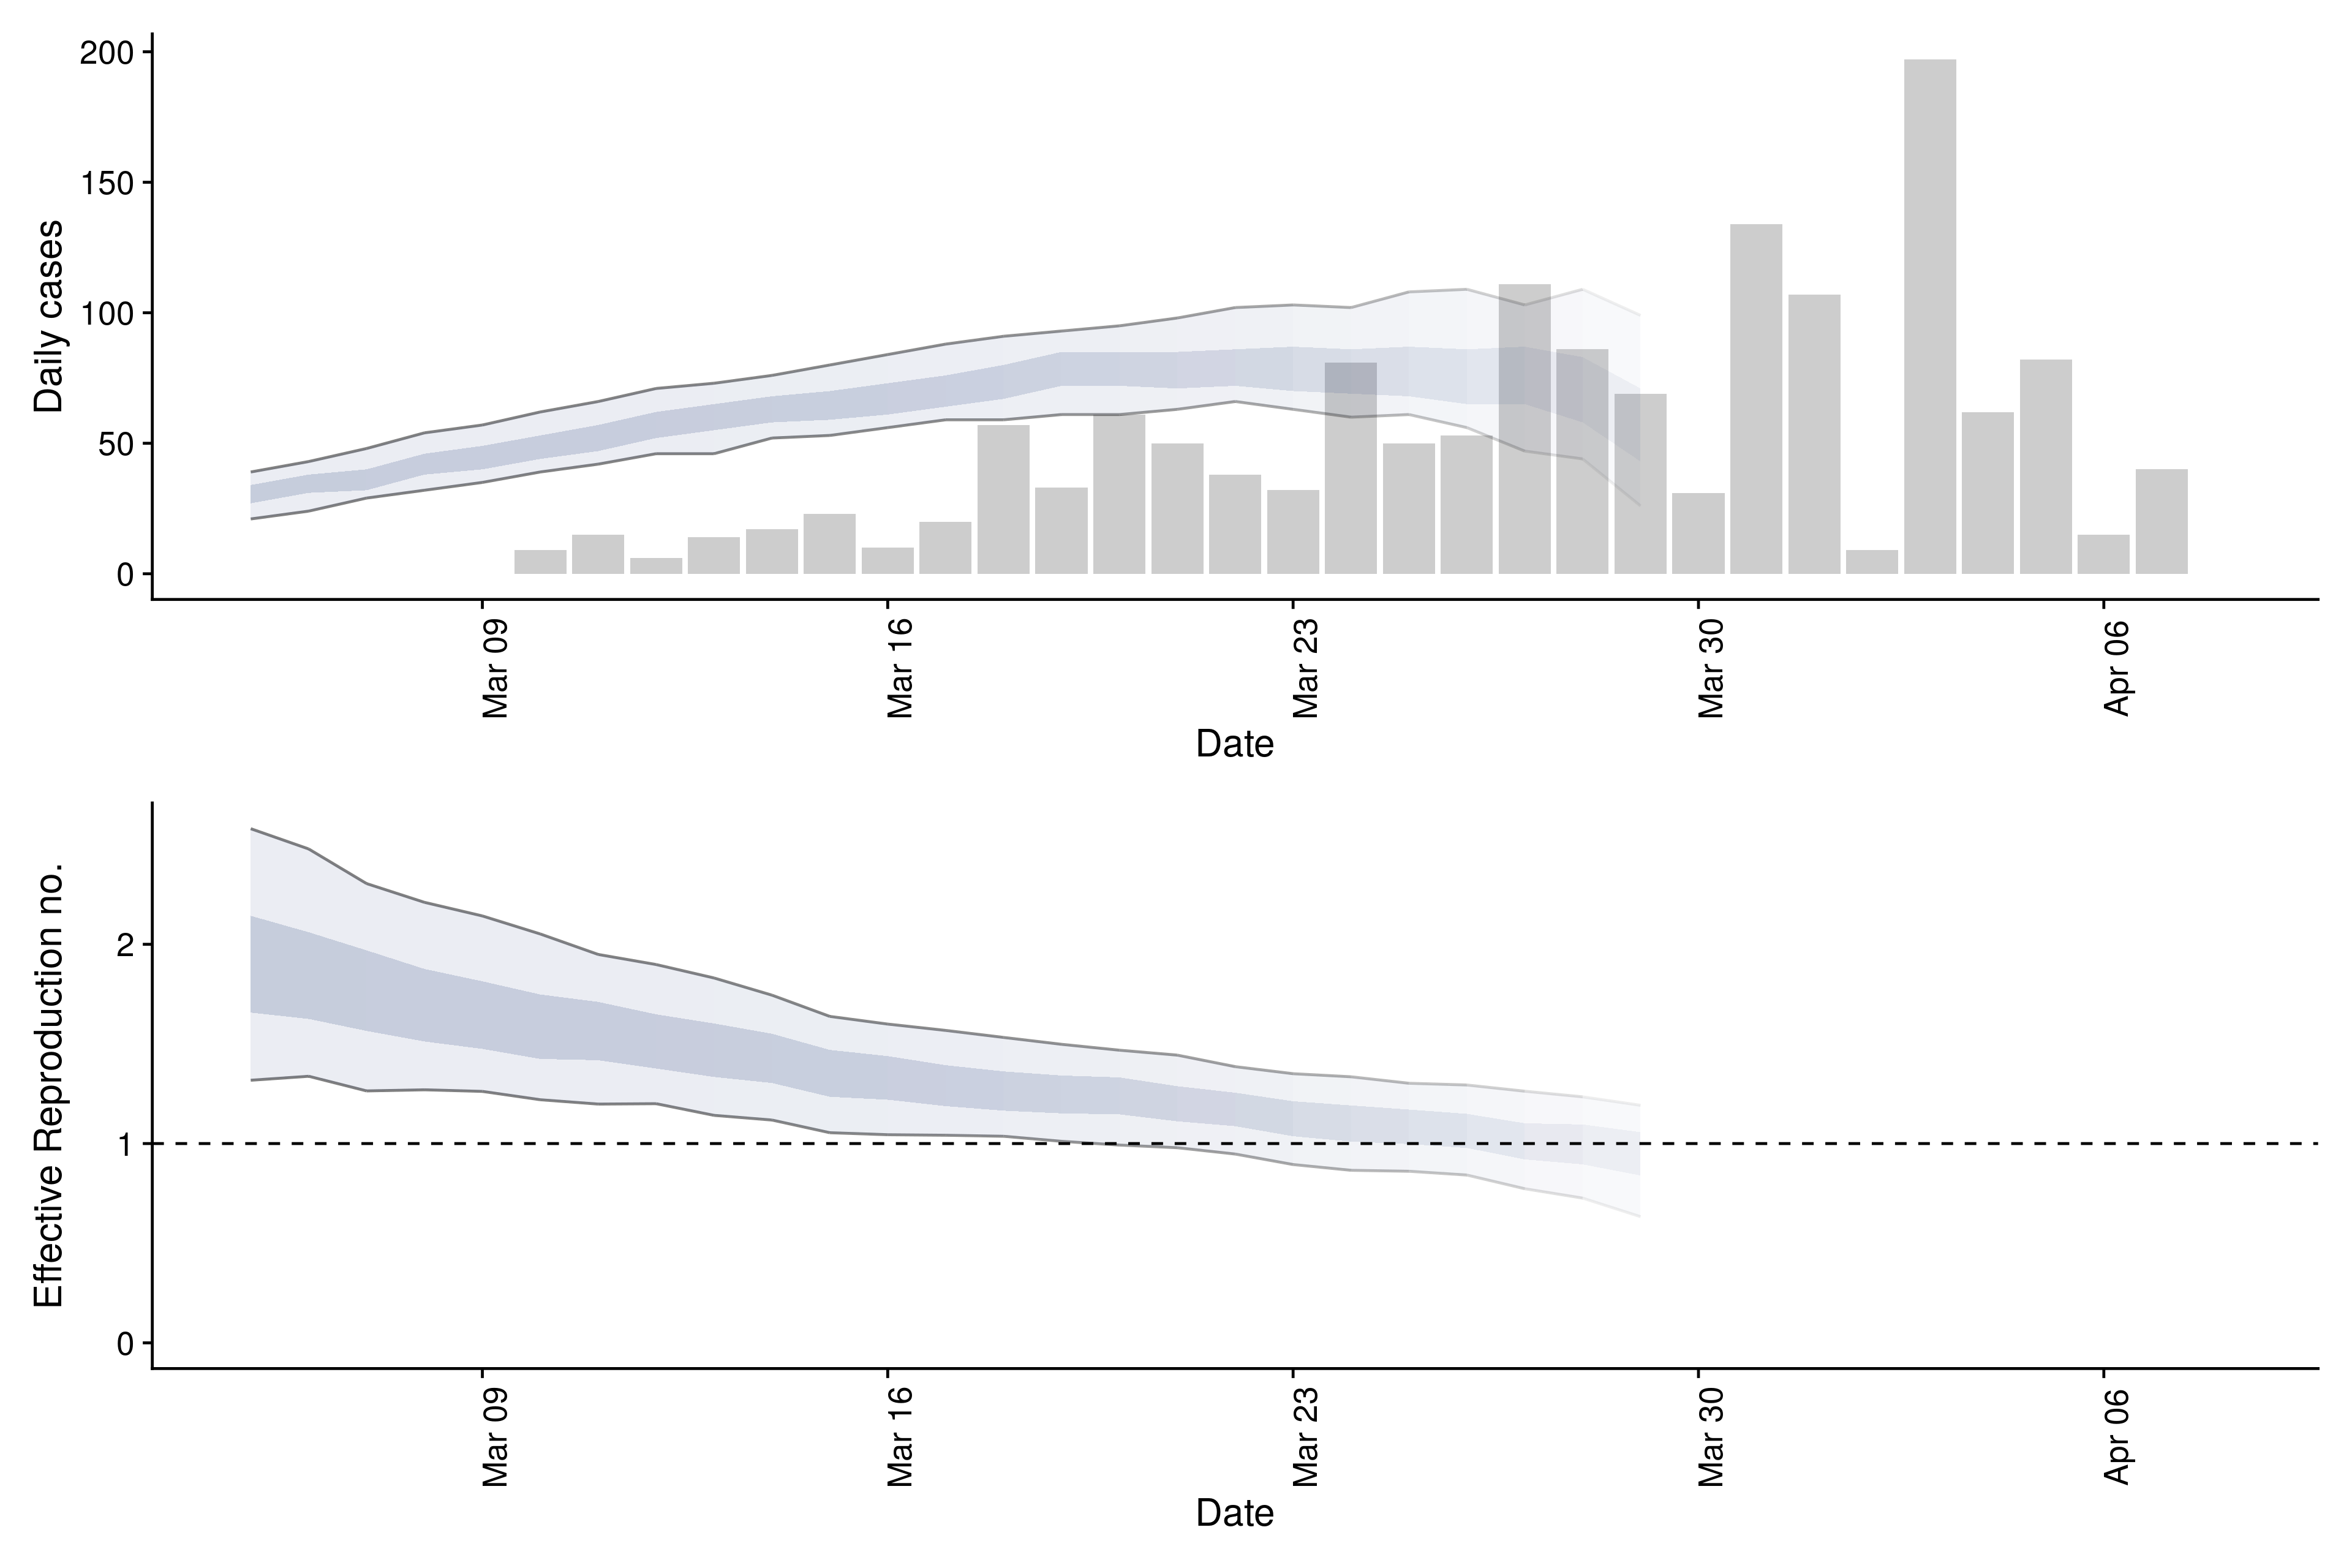 Daily cases
200
150
100
50
0
Mar 09
Mar 16
Mar 23
Mar 30
Apr 06
Date
Effective Reproduction no.
2
1
0
Mar 09
Mar 16
Mar 23
Mar 30
Apr 06
Date